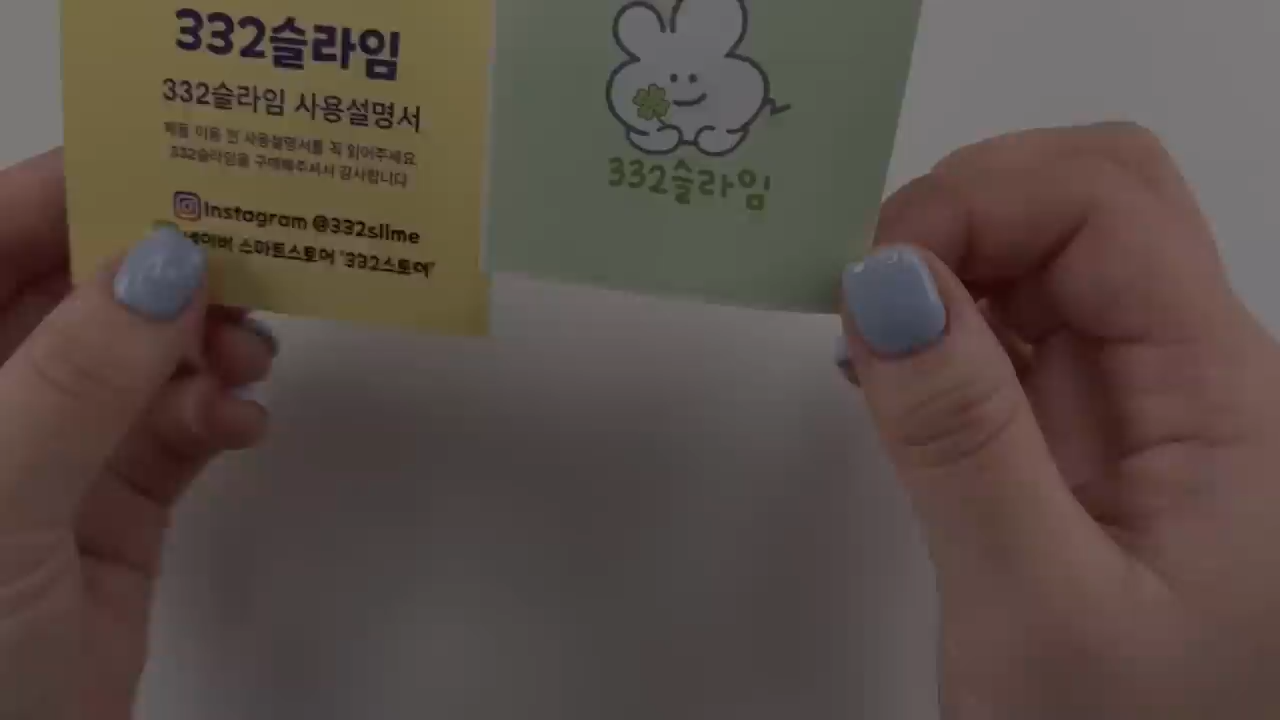 332슬라임
332슬라임 사용설명서
제품 이용 전 사용설명서를 꼭 읽어주세요
332슬라임을 구매해주셔서 감사합니다
Instagram @332slime
네이버 스마트스토어 '332스토어'
332슬라임